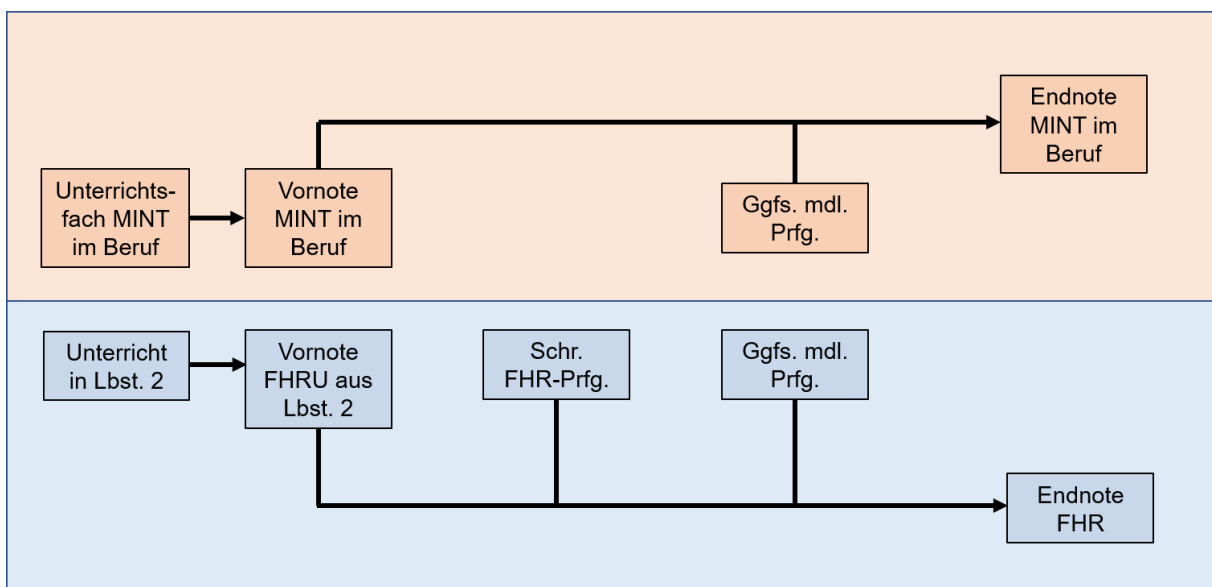 Endnote
MINT im
Beruf
Unterrichts-
fach MINT
im Beruf
Vornote
MINT im
Beruf
Ggfs. mdl.
Prfg.
Unterricht
in Lbst. 2
Vornote
FHRU aus
Lbst. 2
Schr.
FHR-Prfg.
Ggfs. mdl.
Prfg.
Endnote
FHR